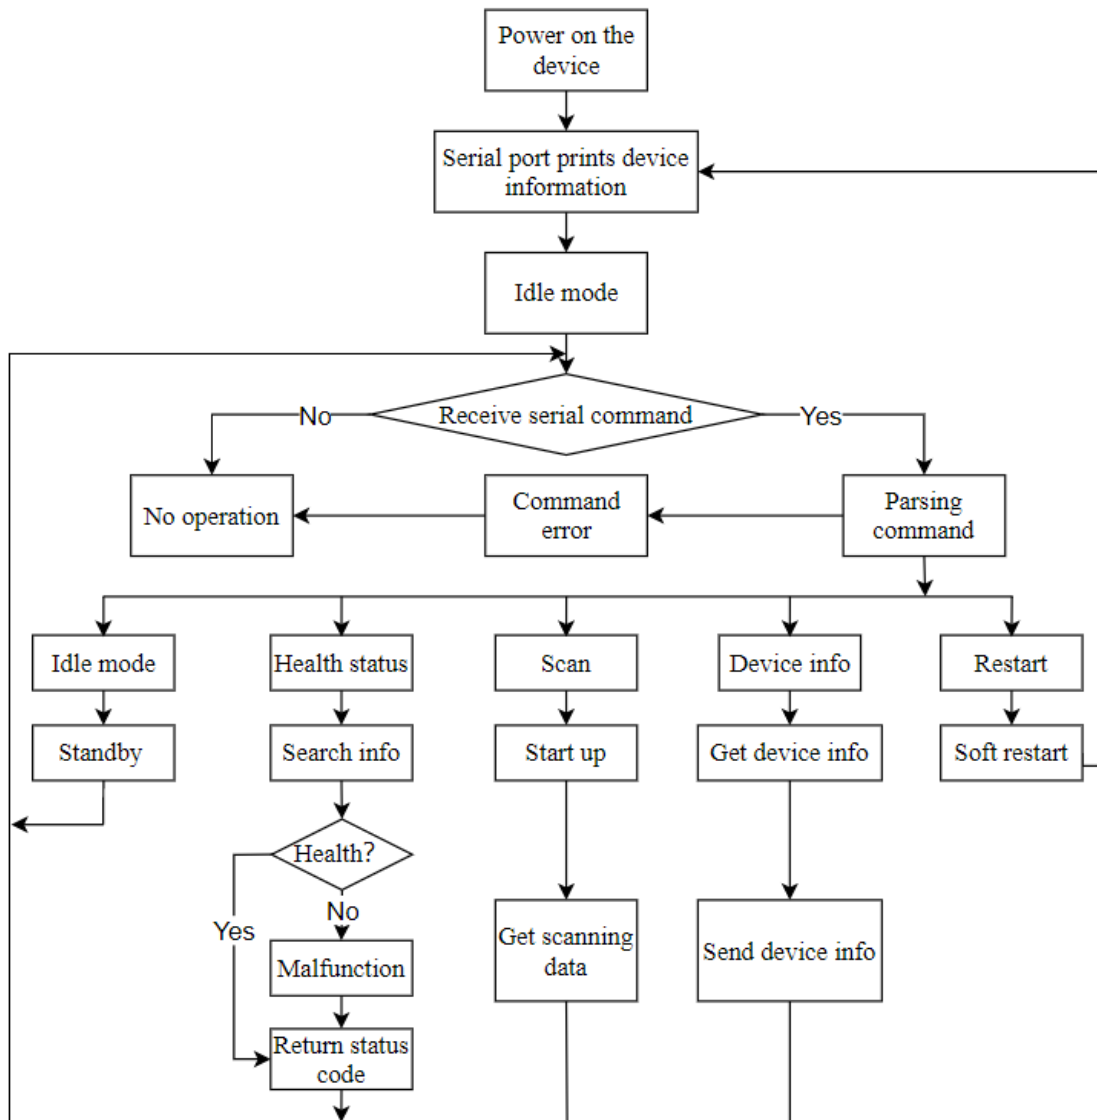 Power on the
device
Serial port prints device
information
Idle mode
No
Receive serial command
Yes
No operation
Command
error
Parsing
command
Idle mode
Health status
Scan
Device info
Restart
Standby
Search info
Start up
Get device info
Soft restart
Health?
Yes
No
Malfunction
Get scanning
data
Send device info
Return status
code